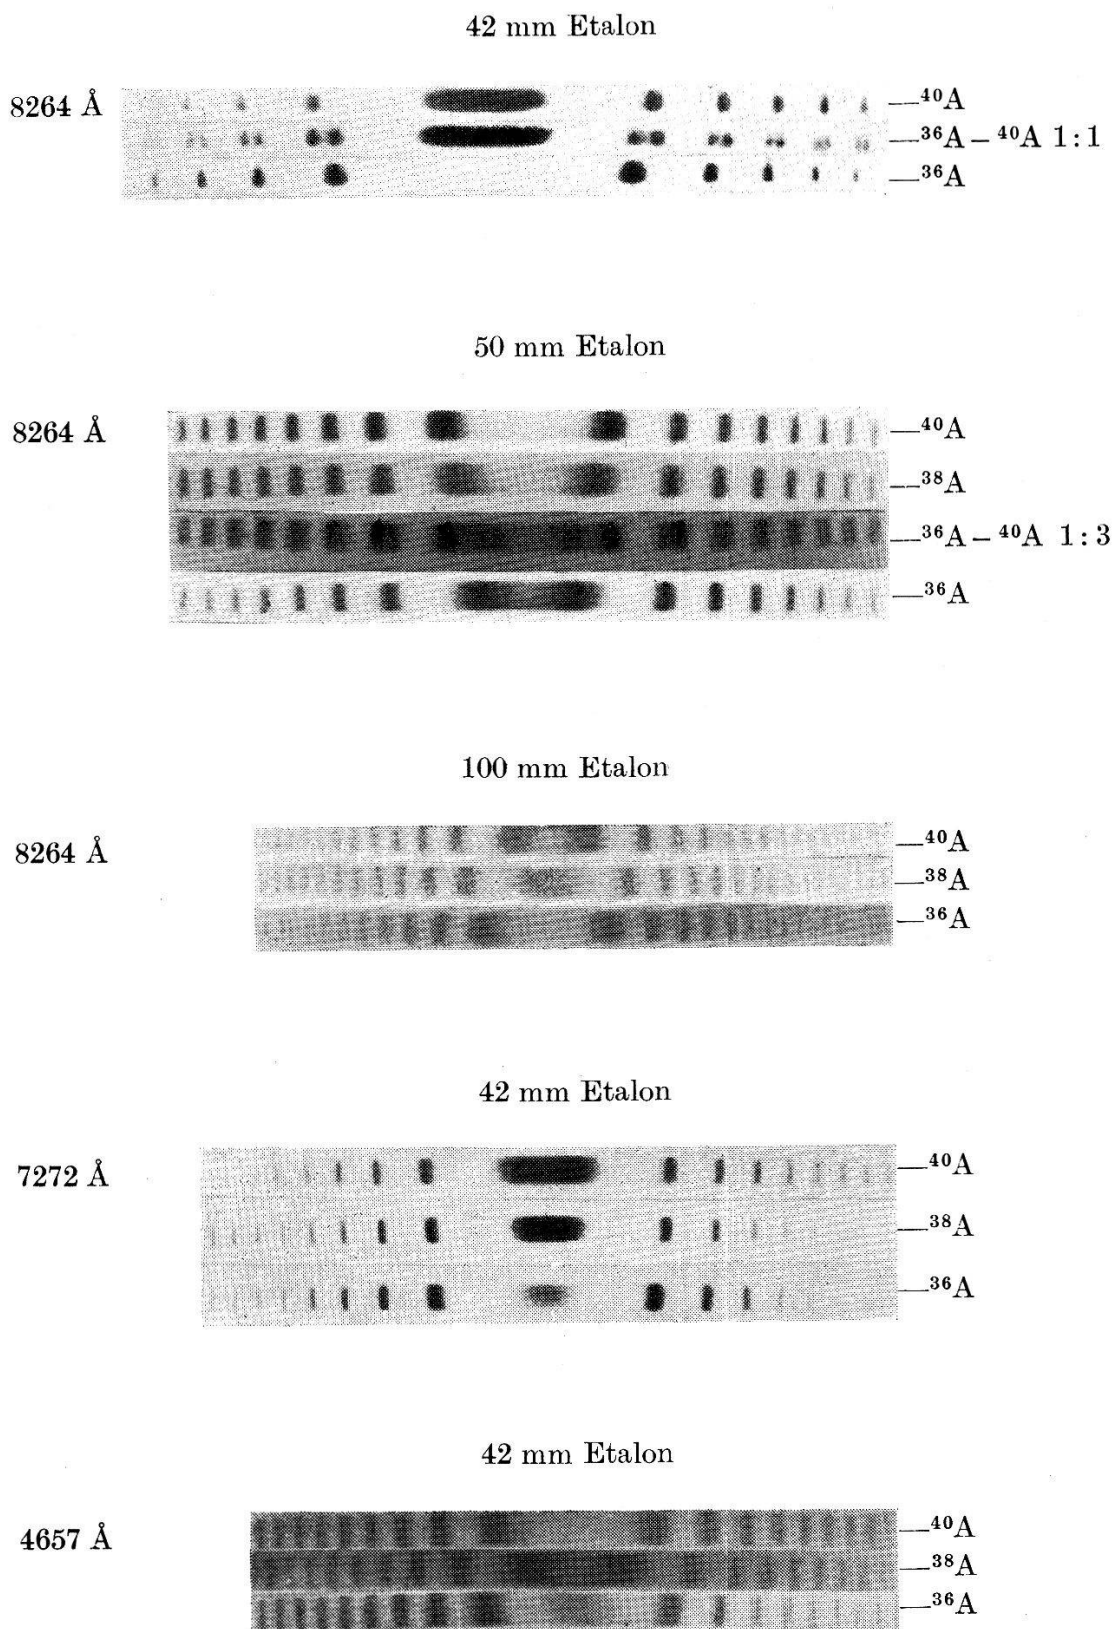 42 mm Etalon
8264 Å
—⁴⁰A
—³⁶A – ⁴⁰A 1:1
—³⁶A
50 mm Etalon
8264 Å
—⁴⁰A
—³⁸A
—³⁶A – ⁴⁰A 1:3
—³⁶A
100 mm Etalon
8264 Å
—⁴⁰A
—³⁸A
—³⁶A
42 mm Etalon
7272 Å
—⁴⁰A
—³⁸A
—³⁶A
42 mm Etalon
4657 Å
—⁴⁰A
—³⁸A
—³⁶A